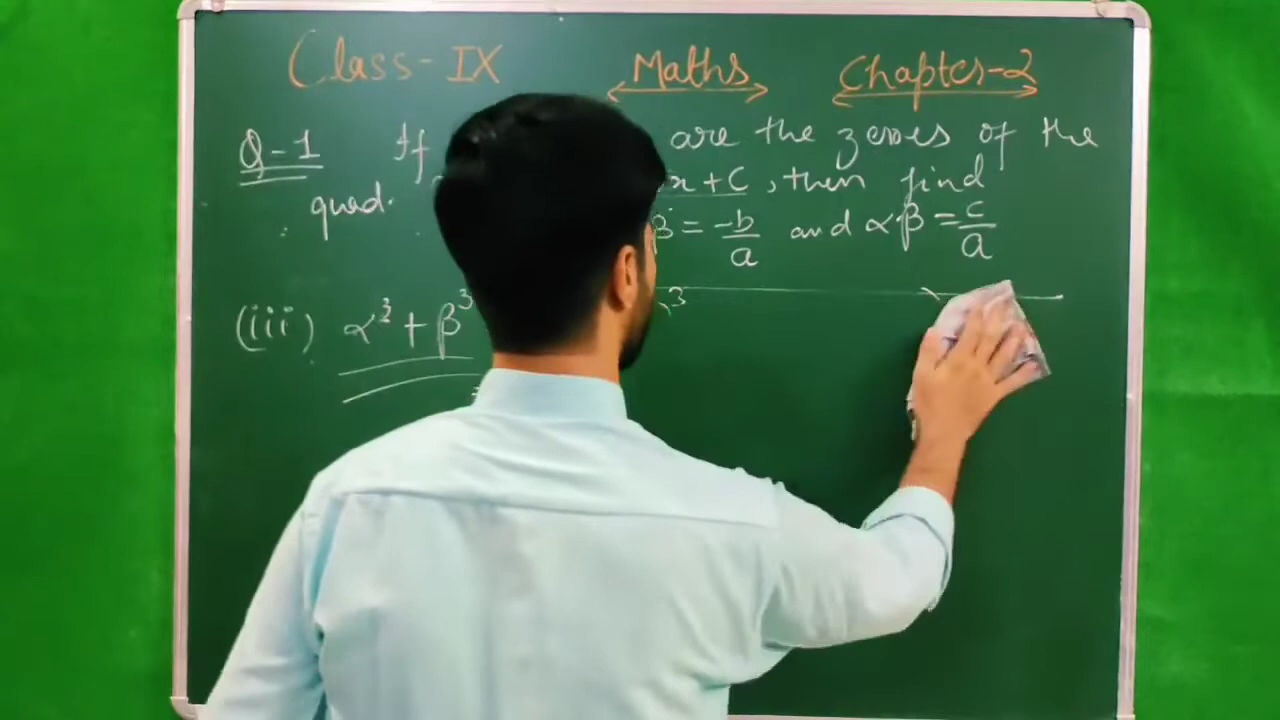 Class-IX Maths Chapter-2
Q-1 If are the zeroes of the
quad. x+C, then find
β = -b/a and αβ = c/a
(iii) α³+β³ ³